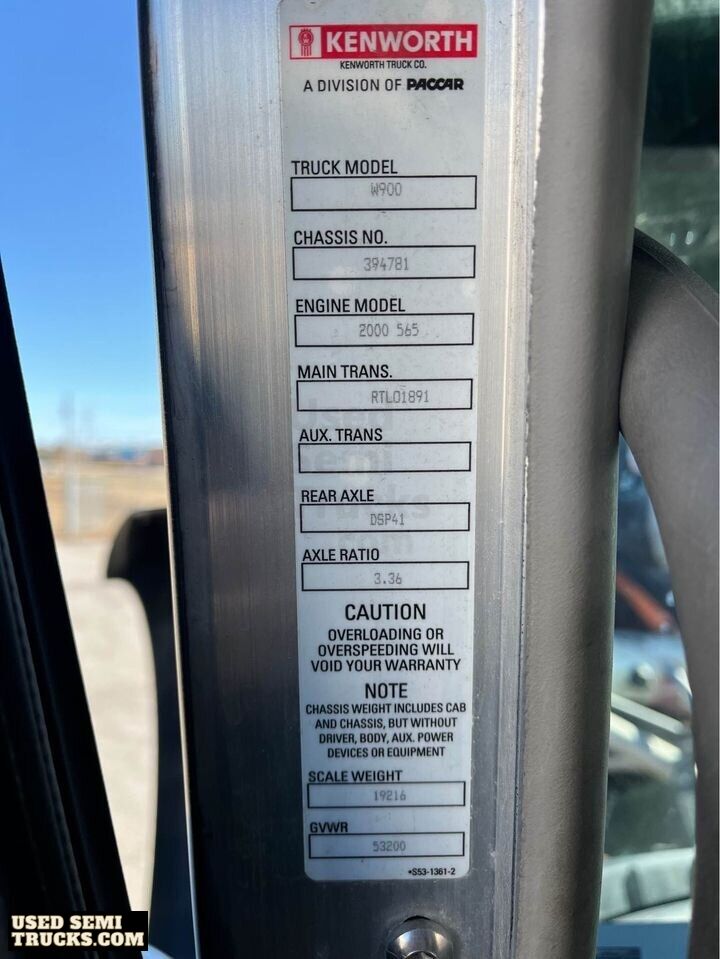 KENWORTH
KENWORTH TRUCK CO.
A DIVISION OF PACCAR
TRUCK MODEL
W900
CHASSIS NO.
394781
ENGINE MODEL
2000 565
MAIN TRANS.
RTLO1891
AUX. TRANS
REAR AXLE
DSP41
AXLE RATIO
3.36
CAUTION
OVERLOADING OR
OVERSPEEDING WILL
VOID YOUR WARRANTY
NOTE
CHASSIS WEIGHT INCLUDES CAB
AND CHASSIS, BUT WITHOUT
DRIVER, BODY, AUX. POWER
DEVICES OR EQUIPMENT
SCALE WEIGHT
19216
GVWR
53200
*S53-1361-2
USED SEMI
TRUCKS.COM